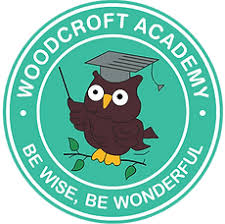 · WOODCROFT ACADEMY ·
BE WISE, BE WONDERFUL